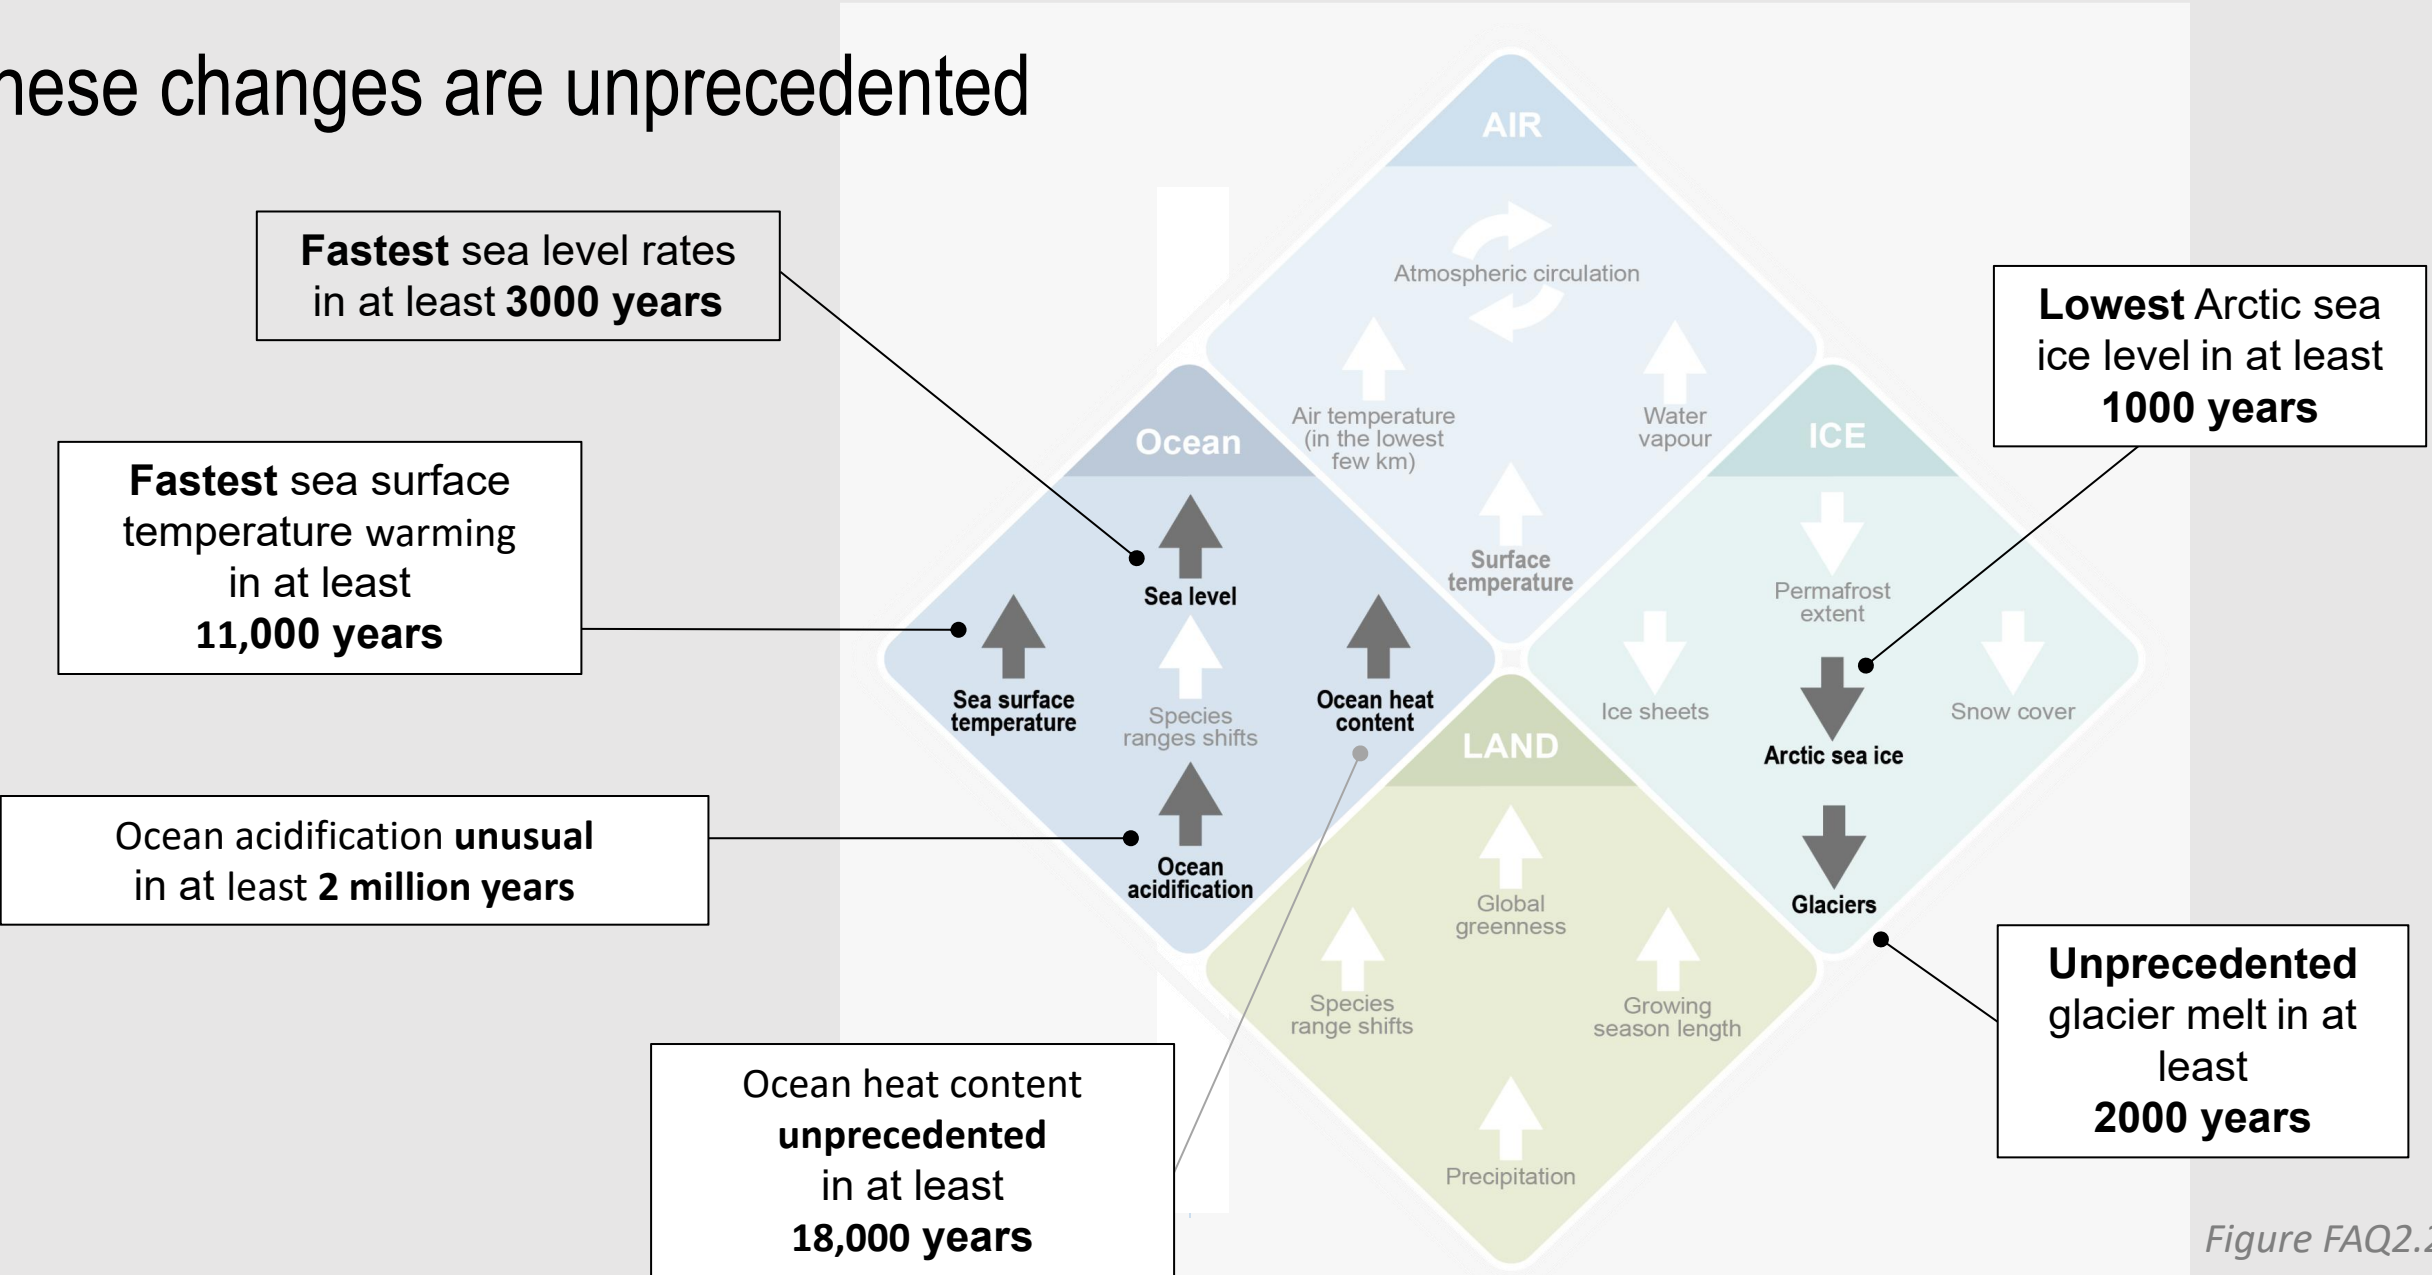 hese changes are unprecedented
Fastest sea level rates
in at least 3000 years
Fastest sea surface
temperature warming
in at least
11,000 years
Ocean acidification unusual
in at least 2 million years
Ocean heat content
unprecedented
in at least
18,000 years
AIR
Atmospheric circulation
Air temperature
(in the lowest
few km)
Water
vapour
Surface
temperature
Ocean
Sea level
Sea surface
temperature
Species
ranges shifts
Ocean heat
content
Ocean
acidification
ICE
Permafrost
extent
Ice sheets
Snow cover
Arctic sea ice
Glaciers
LAND
Global
greenness
Species
range shifts
Growing
season length
Precipitation
Lowest Arctic sea
ice level in at least
1000 years
Unprecedented
glacier melt in at
least
2000 years
Figure FAQ2.2